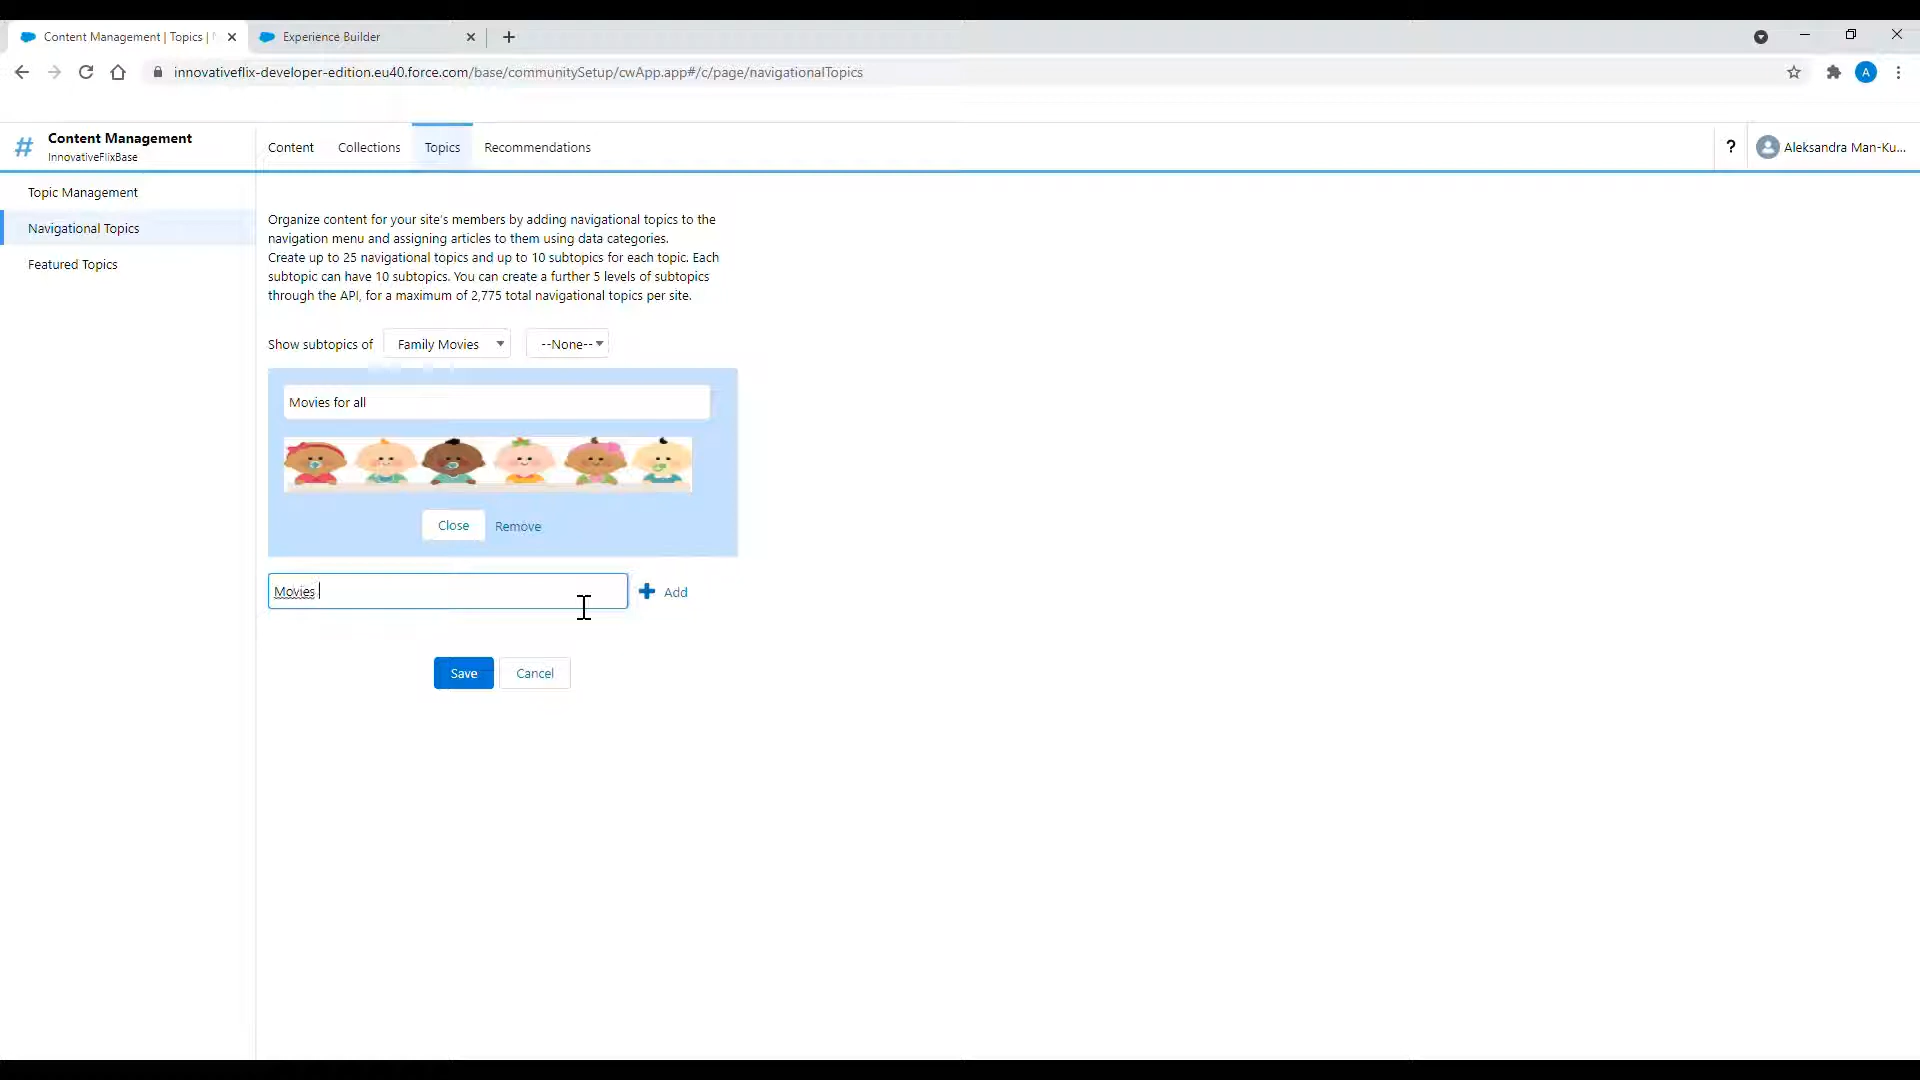 Content Management | Topics |
Experience Builder
innovativeflix-developer-edition.eu40.force.com/base/communitySetup/cwApp.app#/c/page/navigationalTopics
A
Content Management
InnovativeFlixBase
Content
Collections
Topics
Recommendations
?
Aleksandra Man-Ku...
Topic Management
Navigational Topics
Featured Topics
Organize content for your site's members by adding navigational topics to the
navigation menu and assigning articles to them using data categories.
Create up to 25 navigational topics and up to 10 subtopics for each topic. Each
subtopic can have 10 subtopics. You can create a further 5 levels of subtopics
through the API, for a maximum of 2,775 total navigational topics per site.
Show subtopics of
Family Movies
--None--
Movies for all
Close
Remove
Movies
Add
Save
Cancel